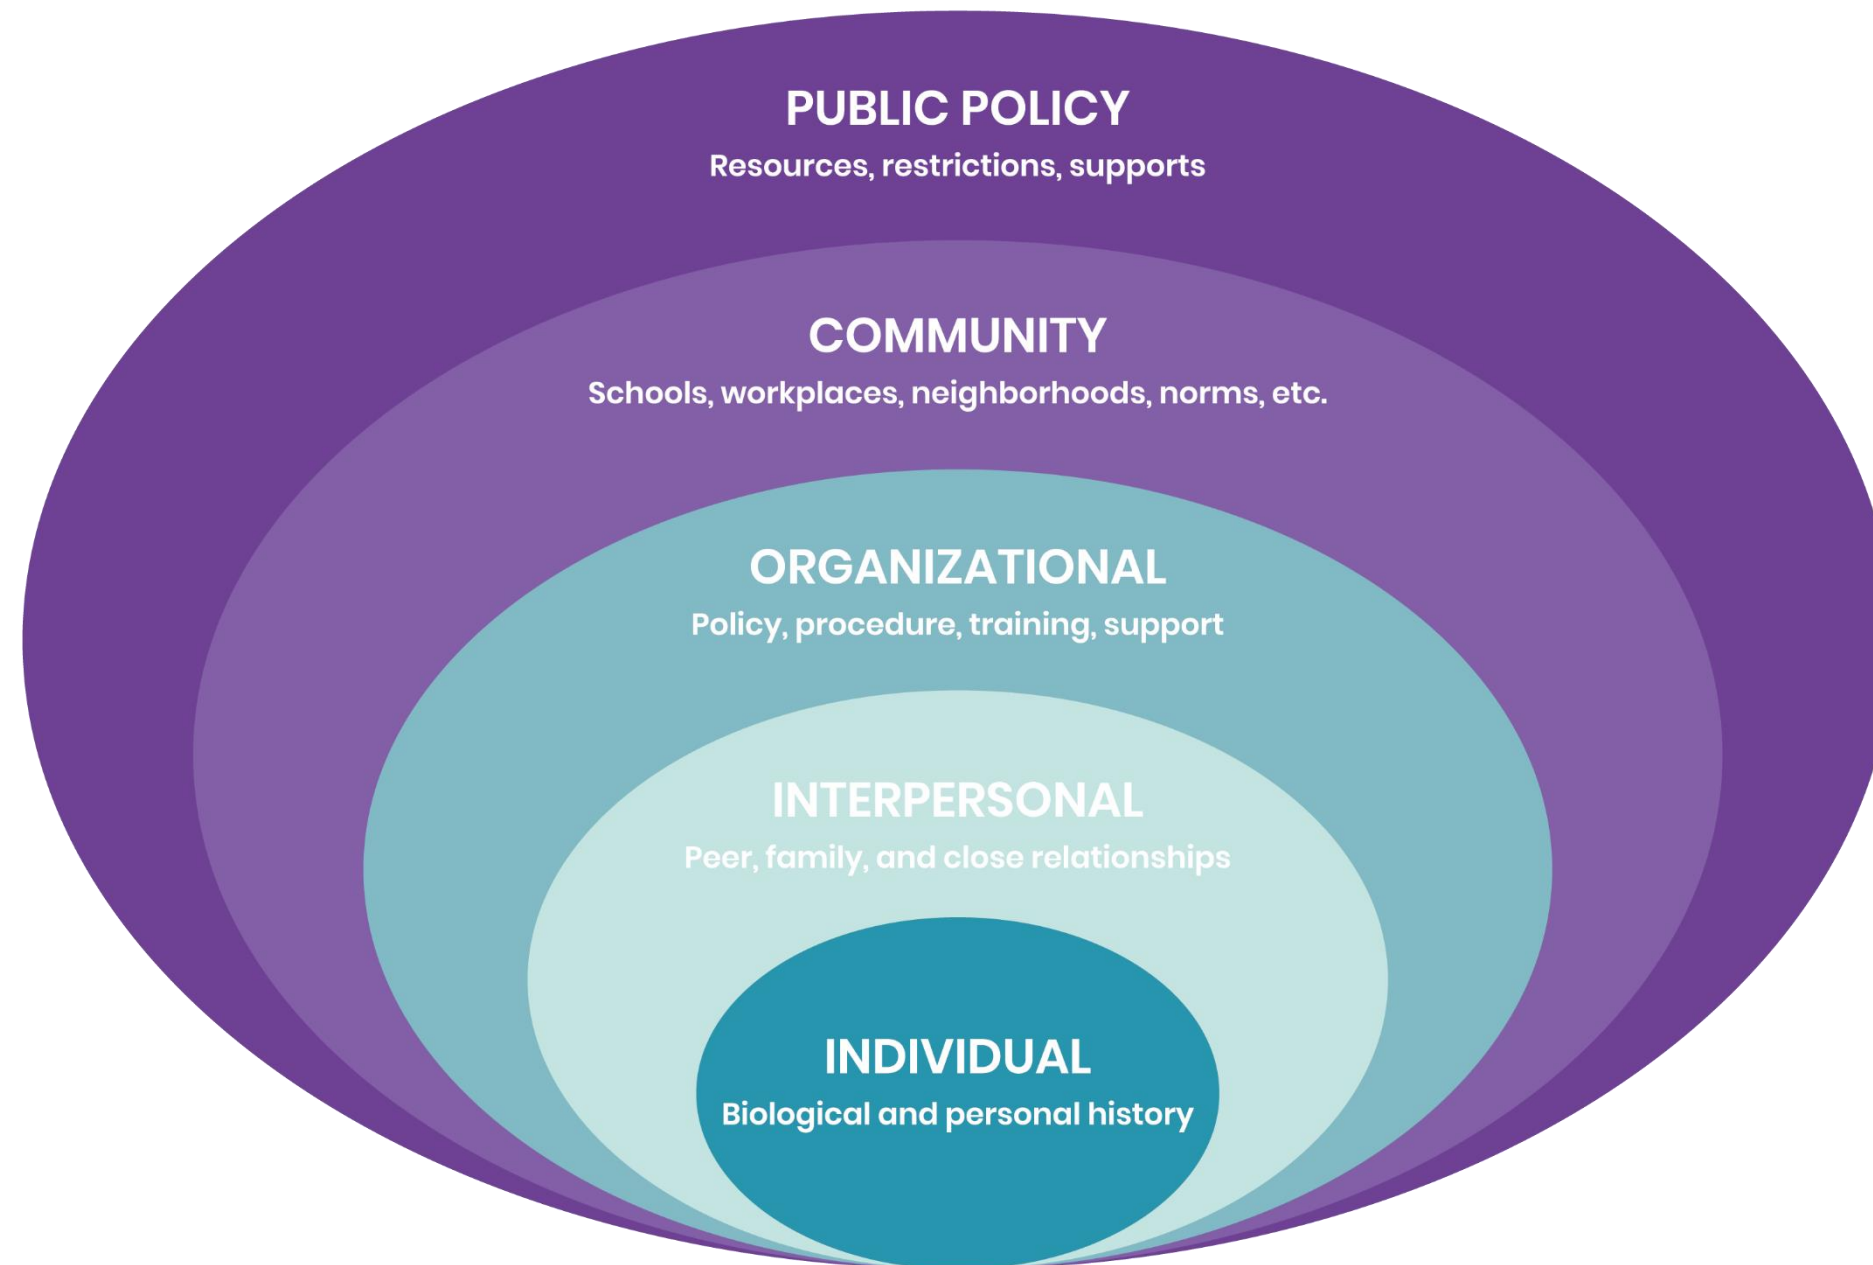 PUBLIC POLICY
Resources, restrictions, supports
COMMUNITY
Schools, workplaces, neighborhoods, norms, etc.
ORGANIZATIONAL
Policy, procedure, training, support
INTERPERSONAL
Peer, family, and close relationships
INDIVIDUAL
Biological and personal history